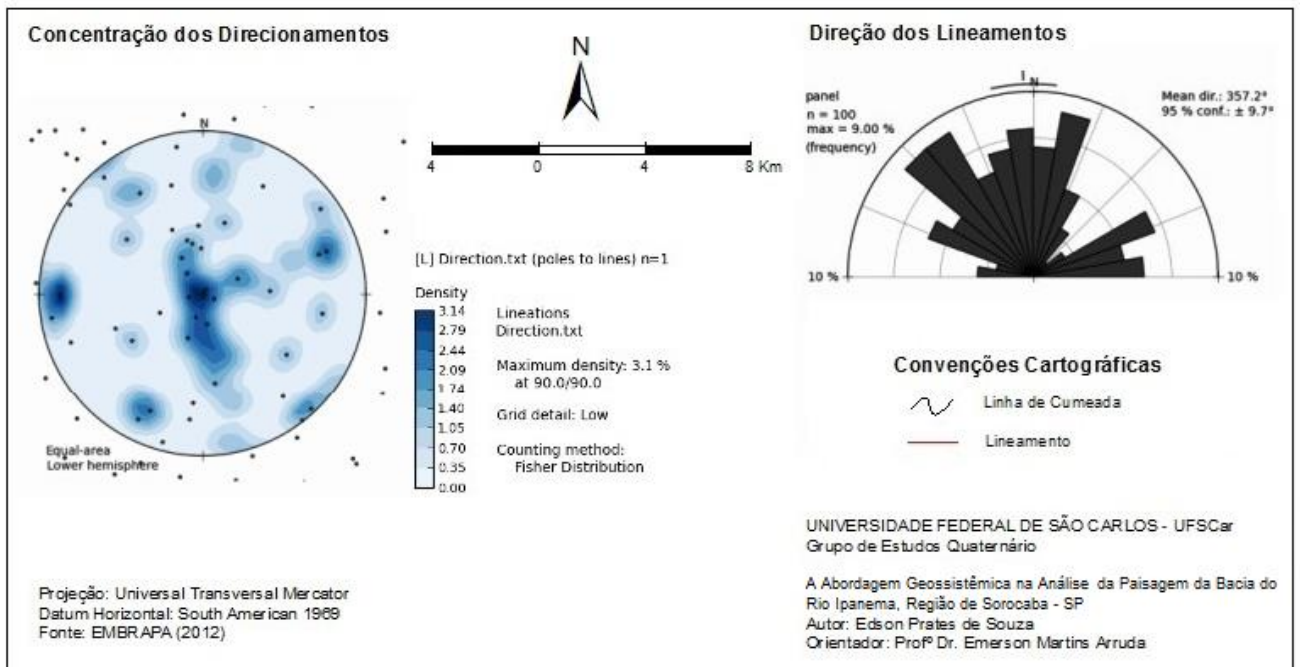 Concentração dos Direcionamentos
N
Equal-area
Lower hemisphere
N
4 0 4 8 Km
[L] Direction.txt (poles to lines) n=1
Density
3.14
2.79
2.44
2.09
1.74
1.40
1.05
0.70
0.35
0.00
Lineations
Direction.txt
Maximum density: 3.1 %
at 90.0/90.0
Grid detail: Low
Counting method:
Fisher Distribution
Direção dos Lineamentos
panel
n = 100
max = 9.00 %
(frequency)
N
Mean dir.: 357.2°
95 % conf.: ± 9.7°
10 % 10 %
Convenções Cartográficas
Linha de Cumeada
Lineamento
UNIVERSIDADE FEDERAL DE SÃO CARLOS - UFSCar
Grupo de Estudos Quaternário
A Abordagem Geossistêmica na Análise da Paisagem da Bacia do
Rio Ipanema, Região de Sorocaba - SP
Autor: Edson Prates de Souza
Orientador: Profº Dr. Emerson Martins Arruda
Projeção: Universal Transversal Mercator
Datum Horizontal: South American 1969
Fonte: EMBRAPA (2012)